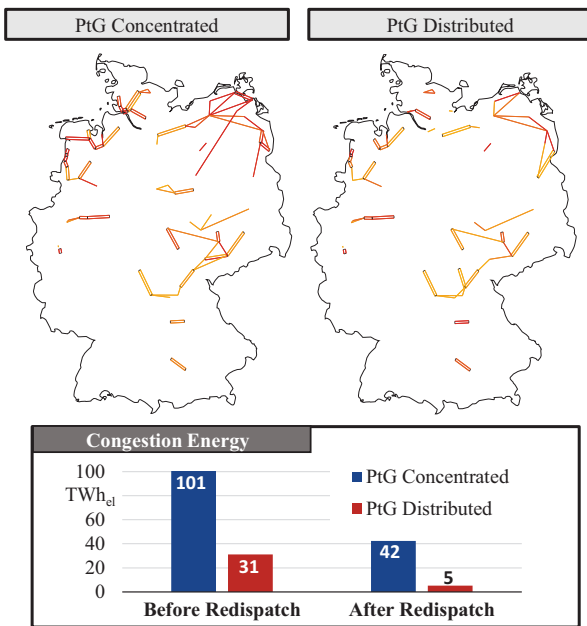 PtG Concentrated
PtG Distributed
Congestion Energy
100
TWhel
60
40
20
0
101
31
42
5
PtG Concentrated
PtG Distributed
Before Redispatch
After Redispatch